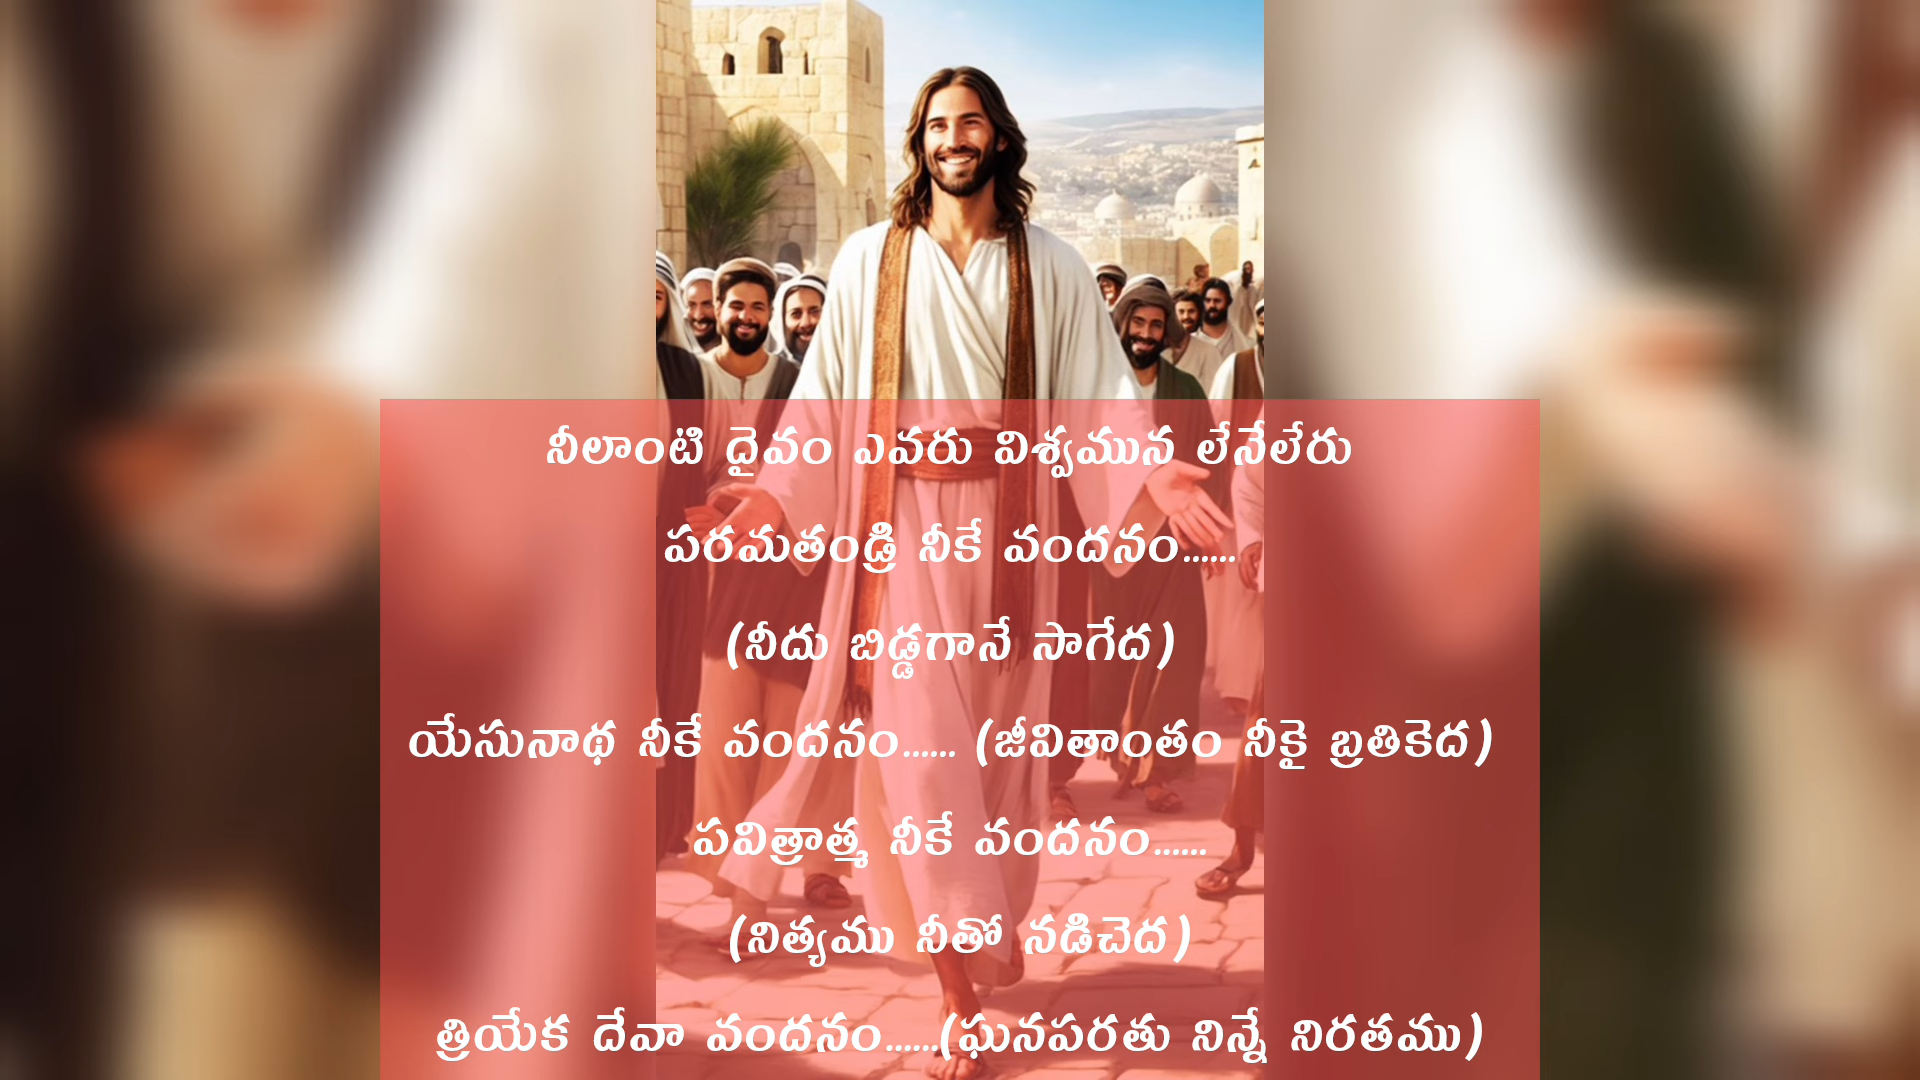 నీలాంటి దైవం ఎవరు విశ్వమున లేనేలేరు
పరమతండ్రి నీకే వందనం......
(నీదు బిడ్డగానే సాగేద)
యేసునాథ నీకే వందనం...... (జీవితాంతం నీకై బ్రతికెద)
పవిత్రాత్మ నీకే వందనం......
(నిత్యము నీతో నడిచెద)
త్రియేక దేవా వందనం......(ఘనపరతు నిన్నే నిరతము)